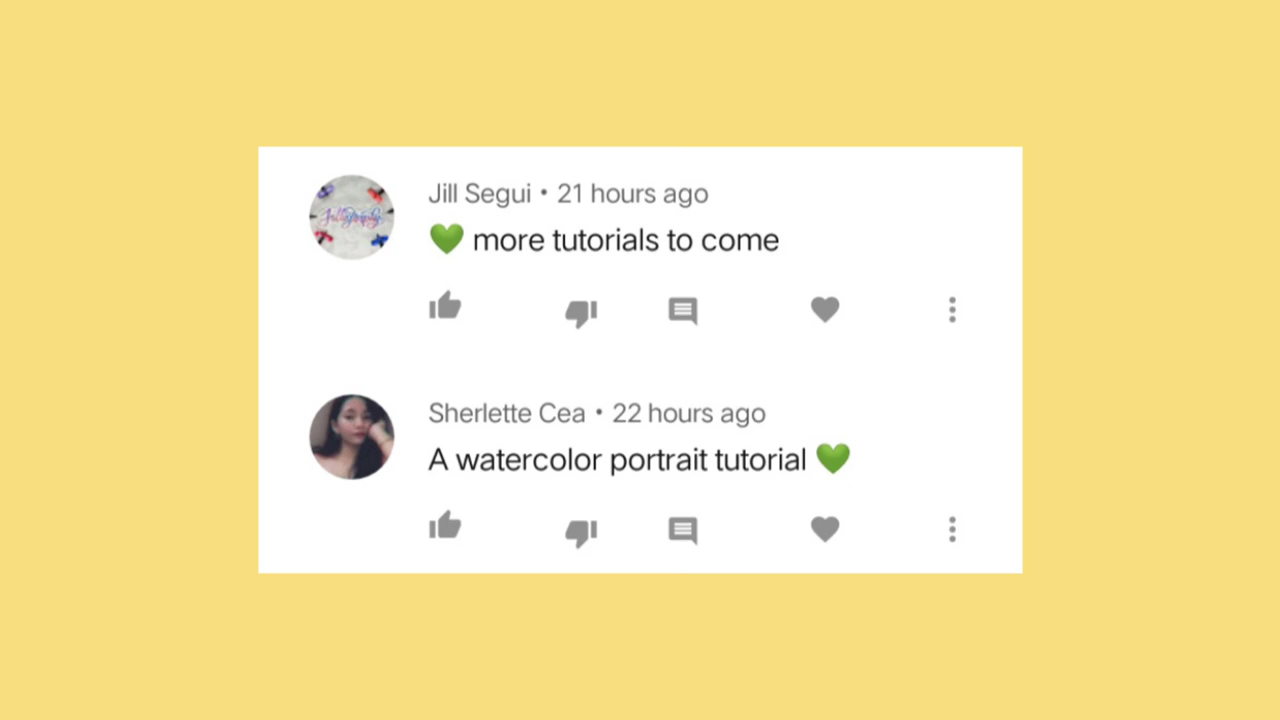 Jill Segui • 21 hours ago
💚 more tutorials to come
Sherlette Cea • 22 hours ago
A watercolor portrait tutorial 💚